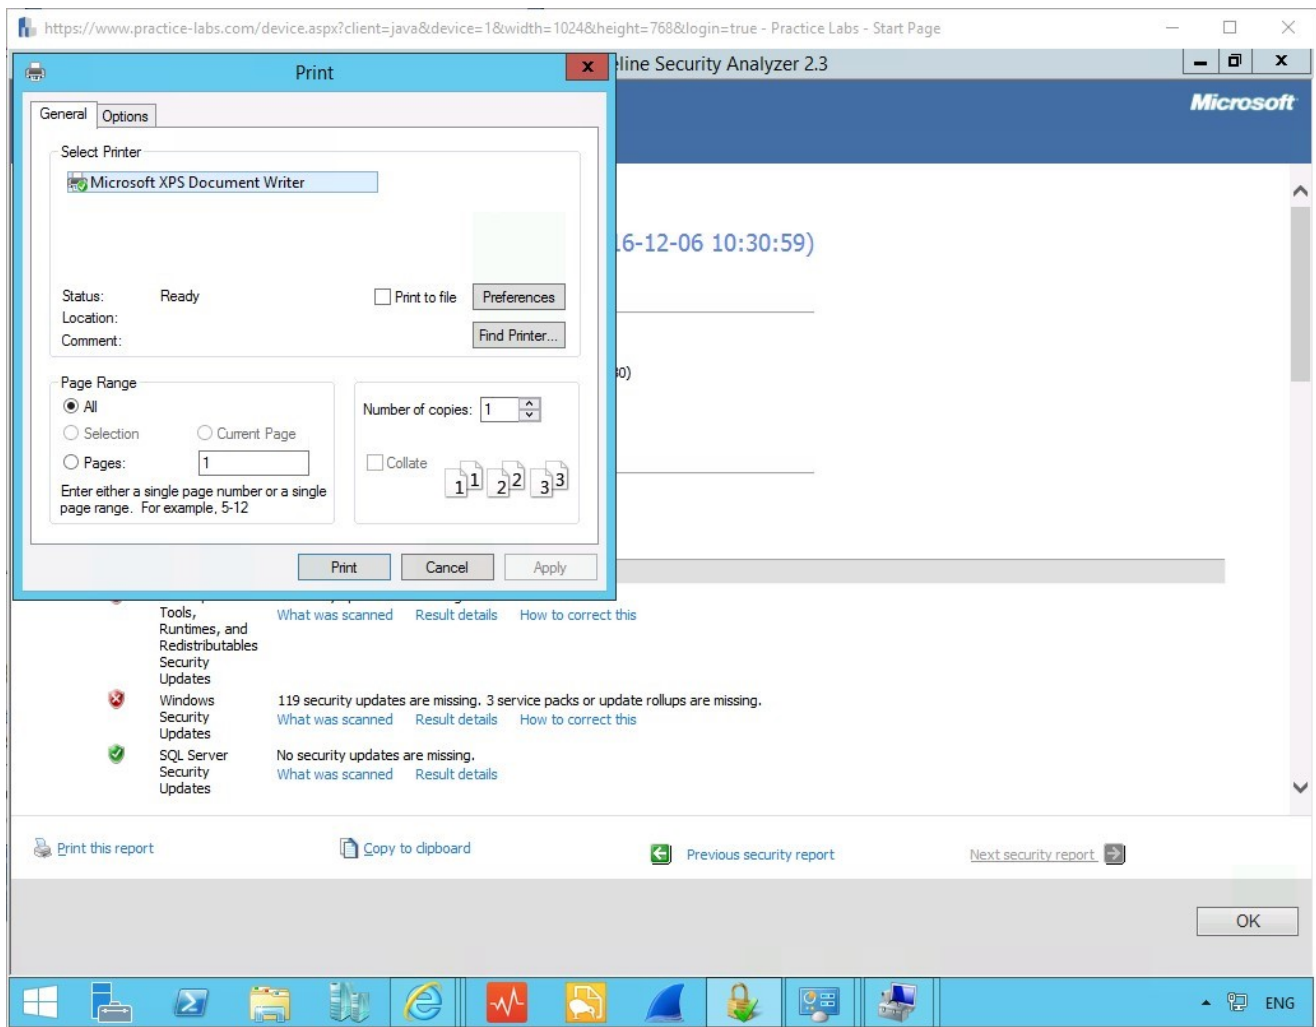 https://www.practice-labs.com/device.aspx?client=java&device=1&width=1024&height=768&login=true - Practice Labs - Start Page
Print
line Security Analyzer 2.3
Microsoft
General
Options
Select Printer
Microsoft XPS Document Writer
16-12-06 10:30:59)
Status:
Ready
Print to file
Preferences
Location:
Comment:
Find Printer...
Page Range
All
Selection
Current Page
Pages:
1
Enter either a single page number or a single
page range. For example, 5-12
Number of copies:
1
Collate
1 1 2 2 3 3
Print
Cancel
Apply
Tools,
Runtimes, and
Redistributables
Security
Updates
What was scanned
Result details
How to correct this
Windows
Security
Updates
119 security updates are missing. 3 service packs or update rollups are missing.
What was scanned
Result details
How to correct this
SQL Server
Security
Updates
No security updates are missing.
What was scanned
Result details
Print this report
Copy to clipboard
Previous security report
Next security report
OK
ENG